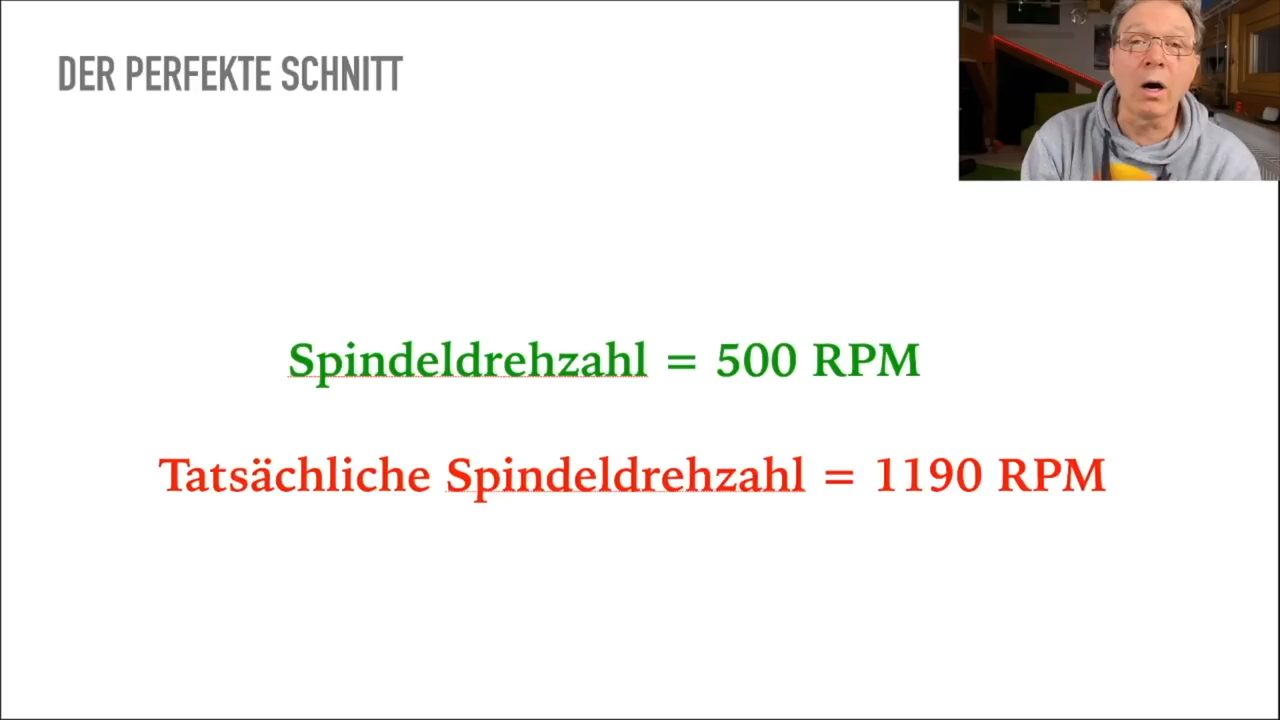 DER PERFEKTE SCHNITT
Spindeldrehzahl = 500 RPM
Tatsächliche Spindeldrehzahl = 1190 RPM